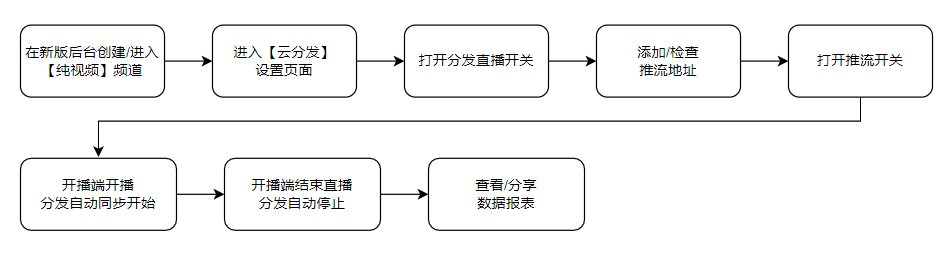 在新版后台创建/进入
【纯视频】频道
进入【云分发】
设置页面
打开分发直播开关
添加/检查
推流地址
打开推流开关
开播端开播
分发自动同步开始
开播端结束直播
分发自动停止
查看/分享
数据报表